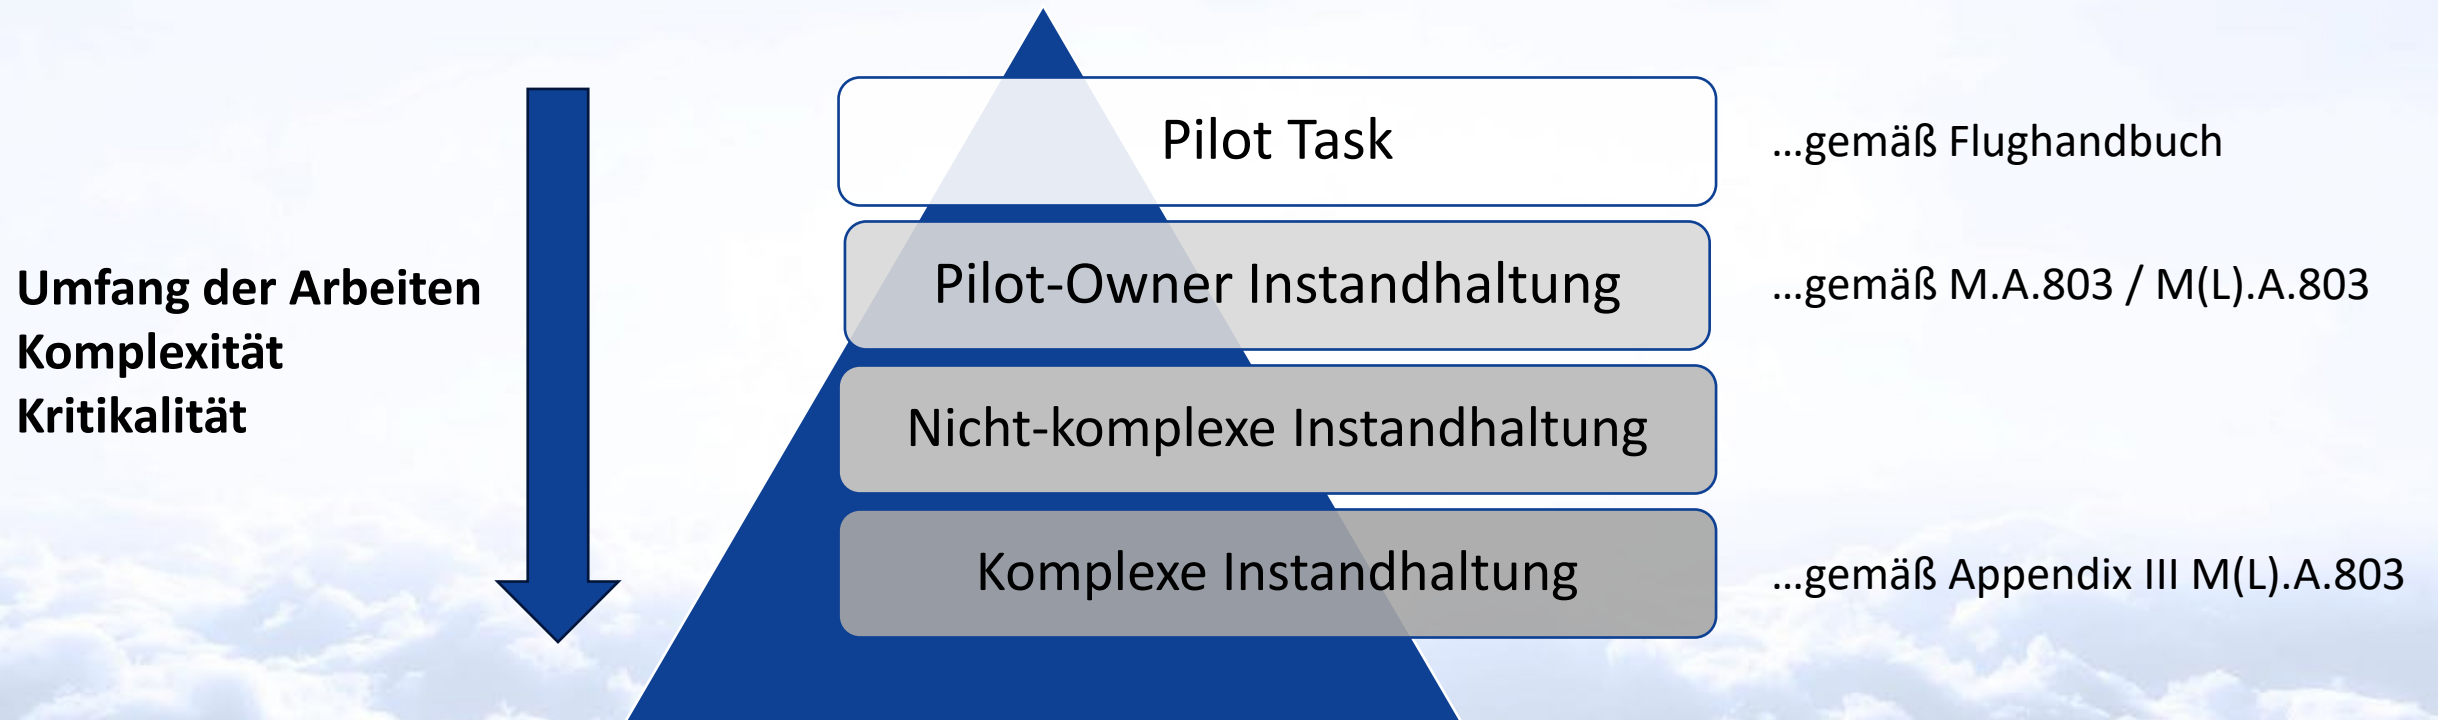 Umfang der Arbeiten
Komplexität
Kritikalität
Pilot Task
...gemäß Flughandbuch
Pilot-Owner Instandhaltung
...gemäß M.A.803 / M(L).A.803
Nicht-komplexe Instandhaltung
Komplexe Instandhaltung
...gemäß Appendix III M(L).A.803